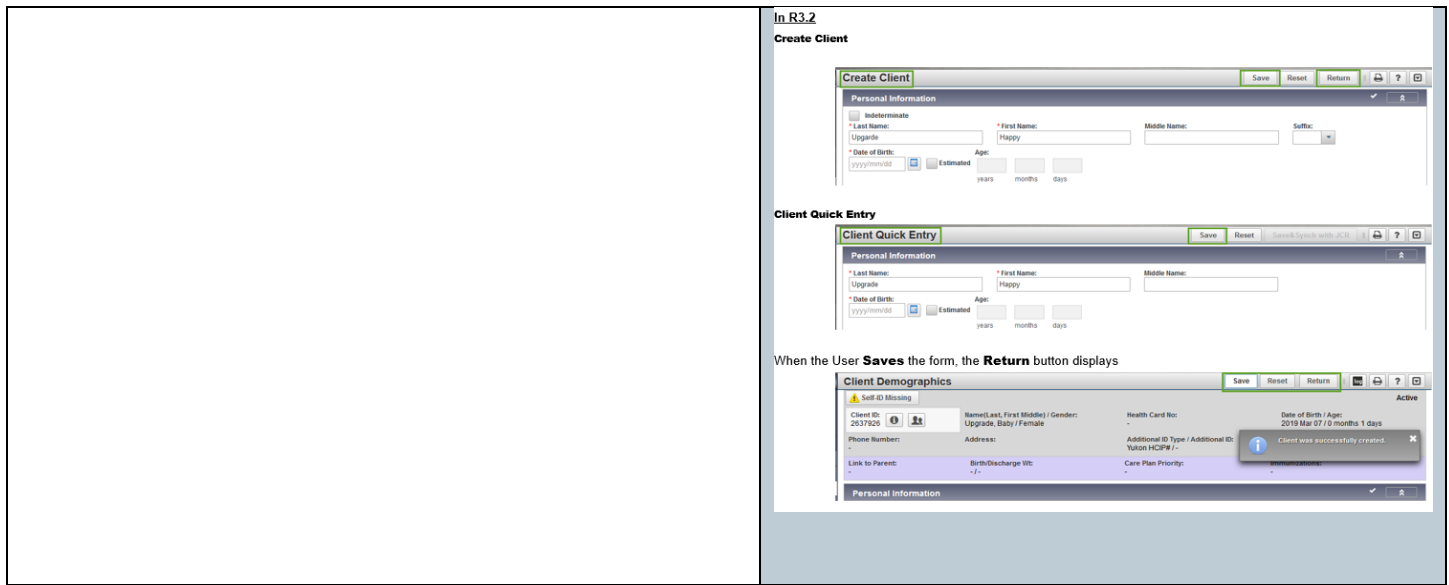 In R3.2
Create Client
Create Client Save Reset Return ?
Personal Information
Indeterminate
* Last Name: * First Name: Middle Name: Suffix:
Upgarde Happy
* Date of Birth: Age:
yyyy/mm/dd Estimated
years months days
Client Quick Entry
Client Quick Entry Save Reset Save&Synch with JCR ?
Personal Information
* Last Name: * First Name: Middle Name:
Upgrade Happy
* Date of Birth: Age:
yyyy/mm/dd Estimated
years months days
When the User Saves the form, the Return button displays
Client Demographics Save Reset Return ?
Self-ID Missing Active
Client ID: Name(Last, First Middle) / Gender: Health Card No: Date of Birth / Age:
2637926 Upgrade, Baby / Female - 2019 Mar 07 / 0 months 1 days
Phone Number: Address: Additional ID Type / Additional ID: Client was successfully created.
- Yukon HCIP# / -
Link to Parent: Birth/Discharge Wt: Care Plan Priority: Immunizations:
- - / - - -
Personal Information